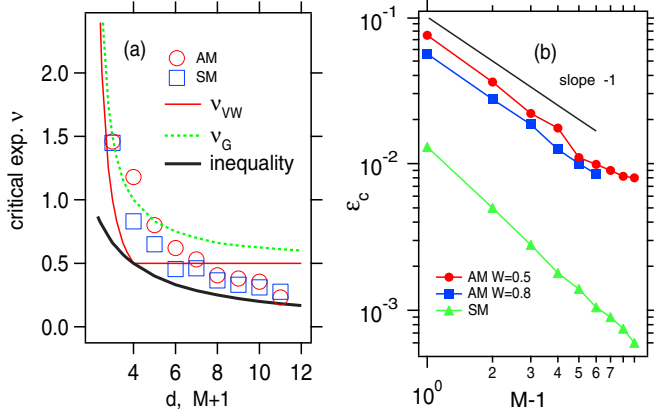 (a)
AM
SM
ν_VW
ν_G
inequality
critical exp. ν
2.0
1.5
1.0
0.5
0.0
4 6 8 10 12
d, M+1
(b)
slope -1
ε_c
10^-1
10^-2
10^-3
AM W=0.5
AM W=0.8
SM
10^0 2 3 4 5 6 7
M-1